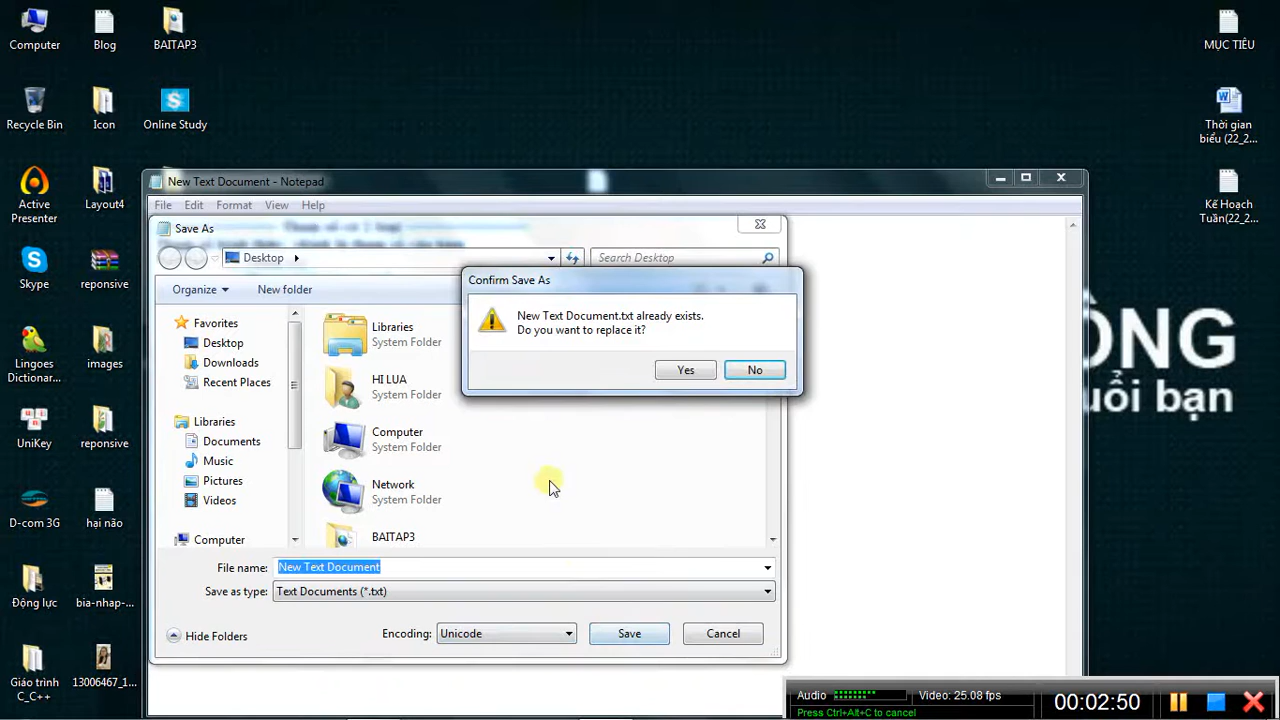 Computer
Blog
BAITAP3
MỤC TIÊU
Recycle Bin
Icon
Online Study
Thời gian
biểu (22_2...
Active
Presenter
Layout4
Kế Hoạch
Tuần(22_2...
Skype
reponsive
Lingoes
Dictionar...
images
UniKey
reponsive
D-com 3G
hại não
Động lực
bia-nhap-...
Giáo trình
C_C++
13006467_1...
New Text Document - Notepad
File Edit Format View Help
Save As
Desktop
Search Desktop
Organize
New folder
Favorites
Desktop
Downloads
Recent Places
Libraries
Documents
Music
Pictures
Videos
Computer
Libraries
System Folder
HI LUA
System Folder
Computer
System Folder
Network
System Folder
BAITAP3
Confirm Save As
New Text Document.txt already exists.
Do you want to replace it?
Yes
No
File name: New Text Document
Save as type: Text Documents (*.txt)
Hide Folders
Encoding: Unicode
Save
Cancel
ÔNG
uổi bạn
Audio
Video: 25.08 fps
Press Ctrl+Alt+C to cancel
00:02:50